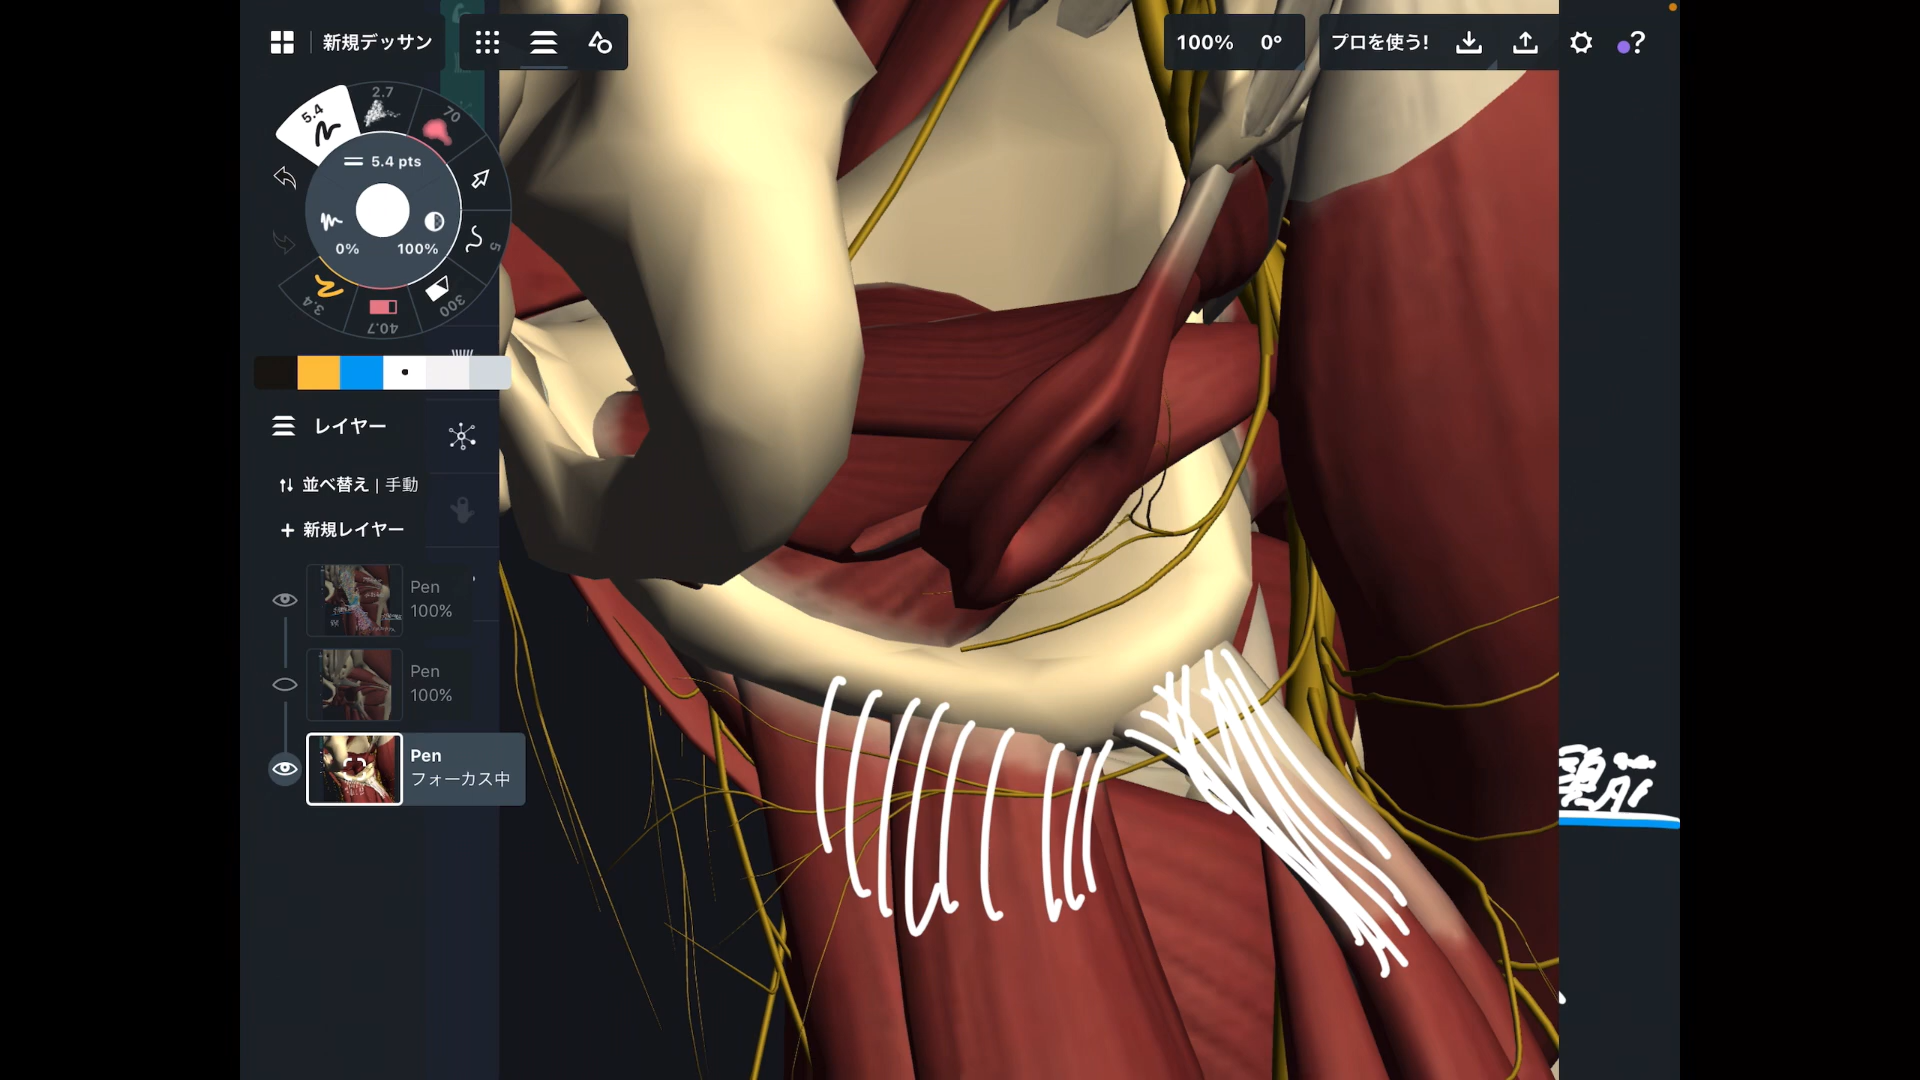 新規デッサン
100% 0°
プロを使う!
?
5.4
2.7
70
5
300
40.7
3.4
5.4 pts
0% 100%
レイヤー
並べ替え | 手動
+ 新規レイヤー
Pen
100%
Pen
100%
Pen
フォーカス中
頭筋